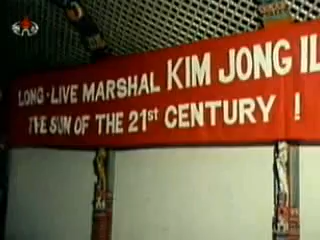 LONG-LIVE MARSHAL KIM JONG IL
THE SUN OF THE 21st CENTURY !